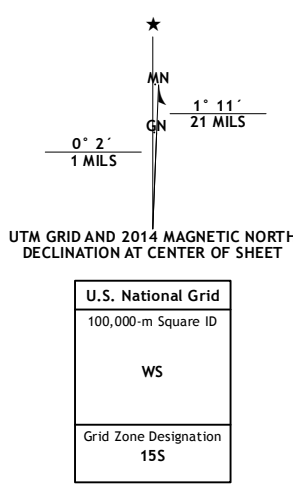 ★
MN
1° 11´
21 MILS
GN
0° 2´
1 MILS
UTM GRID AND 2014 MAGNETIC NORTH
DECLINATION AT CENTER OF SHEET
U.S. National Grid
100,000-m Square ID
WS
Grid Zone Designation
15S